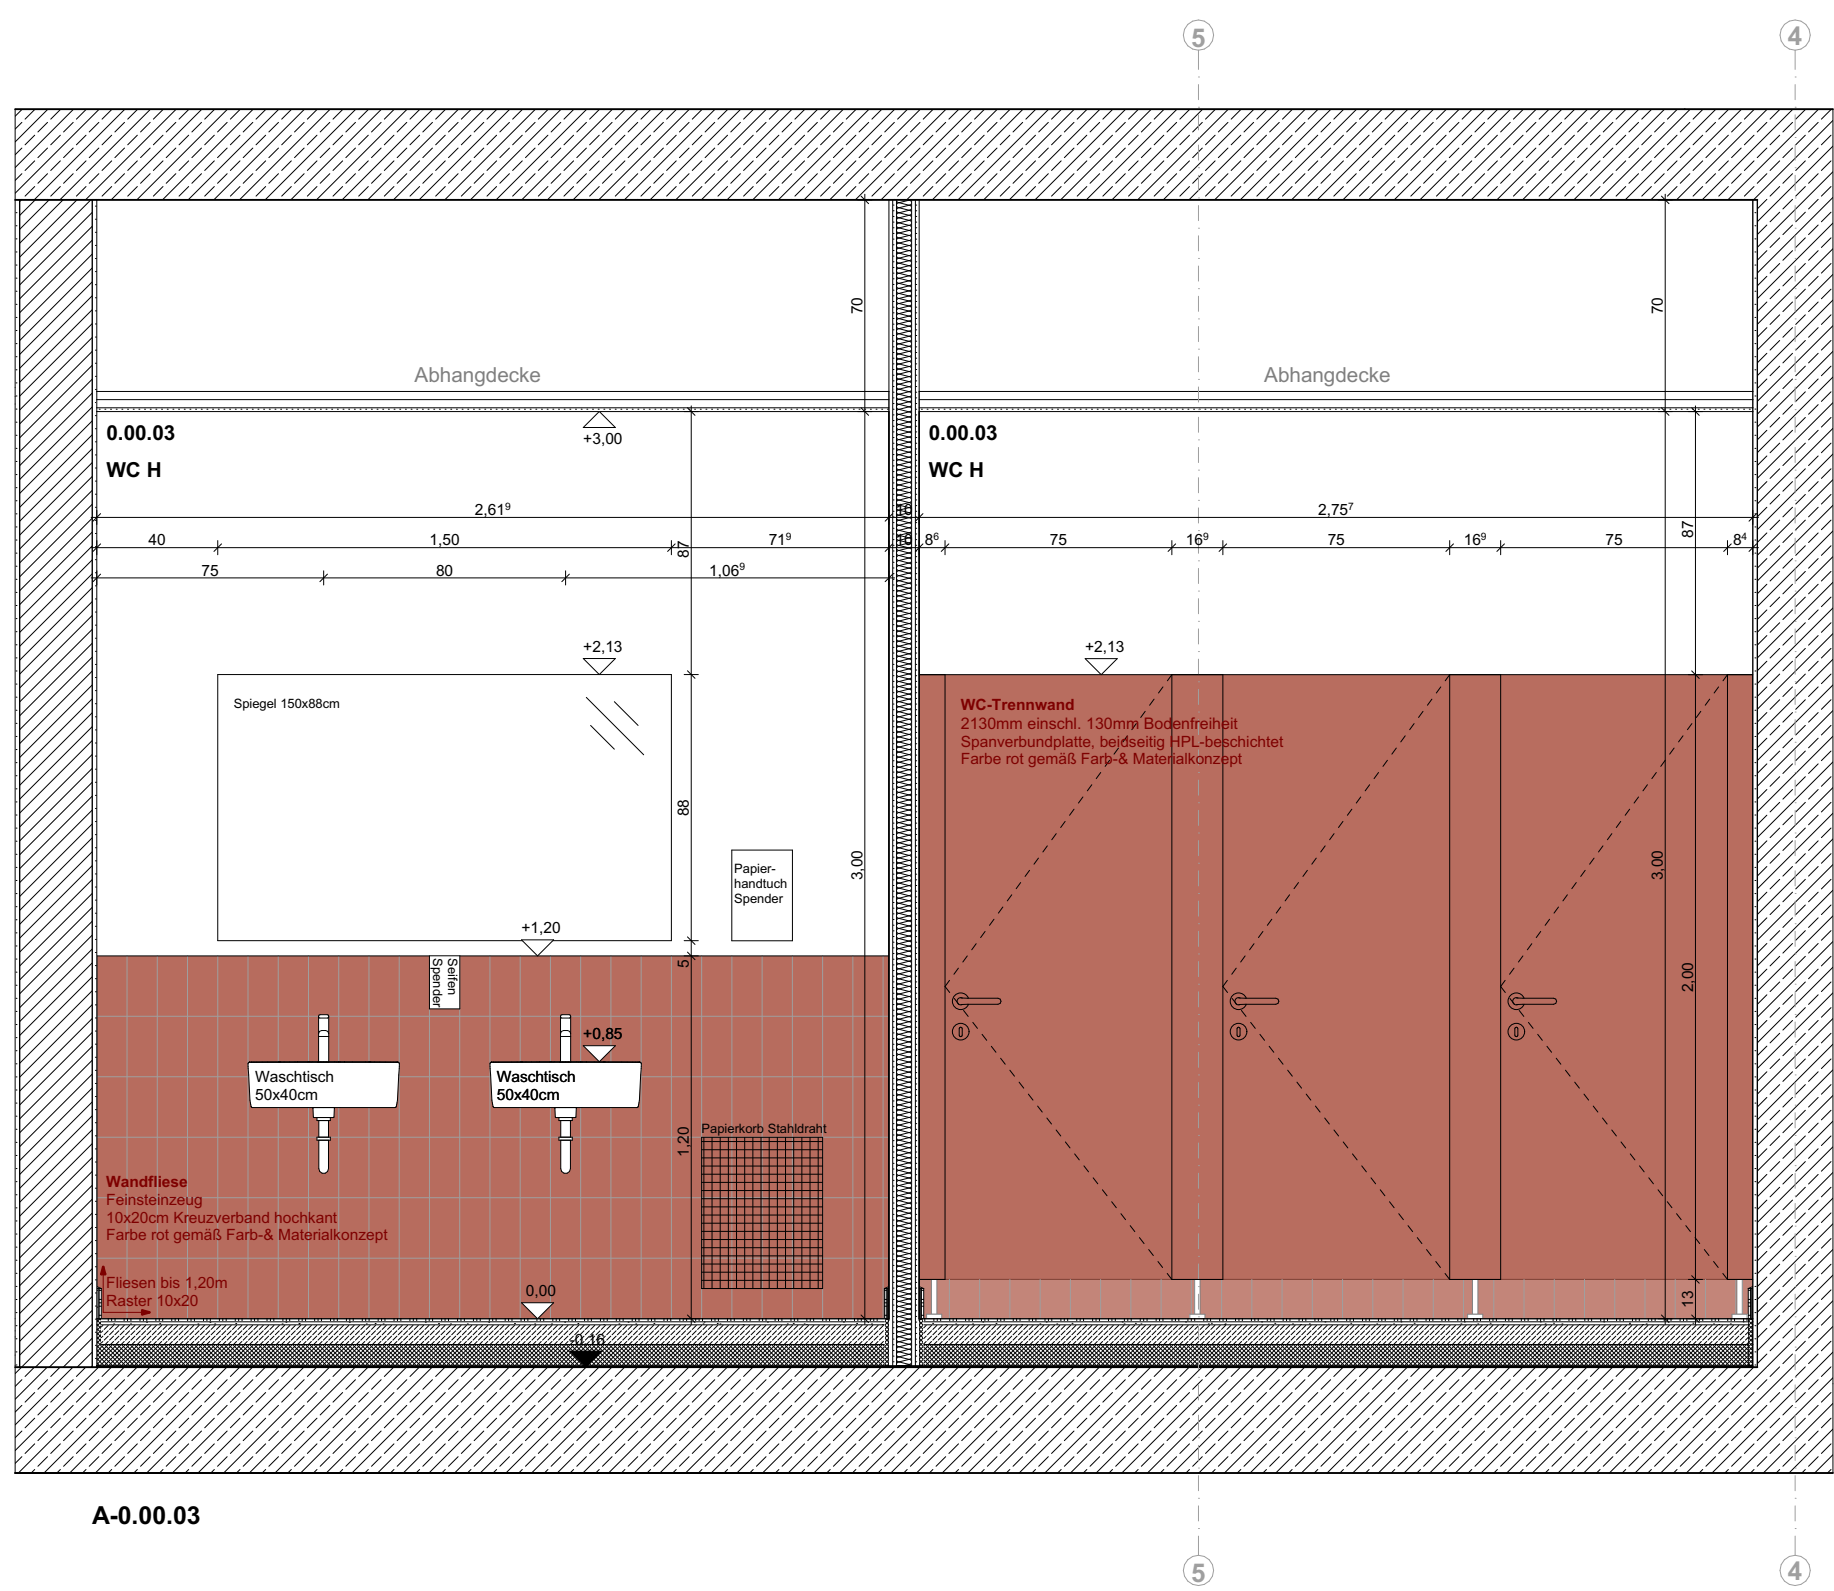 5
4
70
70
Abhangdecke
Abhangdecke
0.00.03
WC H
+3,00
0.00.03
WC H
2,61⁹
10
2,75⁷
87
87
40
1,50
71⁹
10
8⁶
75
16⁹
75
16⁹
75
8⁴
75
80
1,06⁹
+2,13
+2,13
Spiegel 150x88cm
WC-Trennwand
2130mm einschl. 130mm Bodenfreiheit
Spanverbundplatte, beidseitig HPL-beschichtet
Farbe rot gemäß Farb-& Materialkonzept
88
3,00
3,00
Papier-
handtuch
Spender
+1,20
5
Seifen
Spender
2,00
+0,85
Waschtisch
50x40cm
Waschtisch
50x40cm
1,20
Papierkorb Stahldraht
Wandfliese
Feinsteinzeug
10x20cm Kreuzverband hochkant
Farbe rot gemäß Farb-& Materialkonzept
Fliesen bis 1,20m
Raster 10x20
0,00
13
-0,16
A-0.00.03
5
4